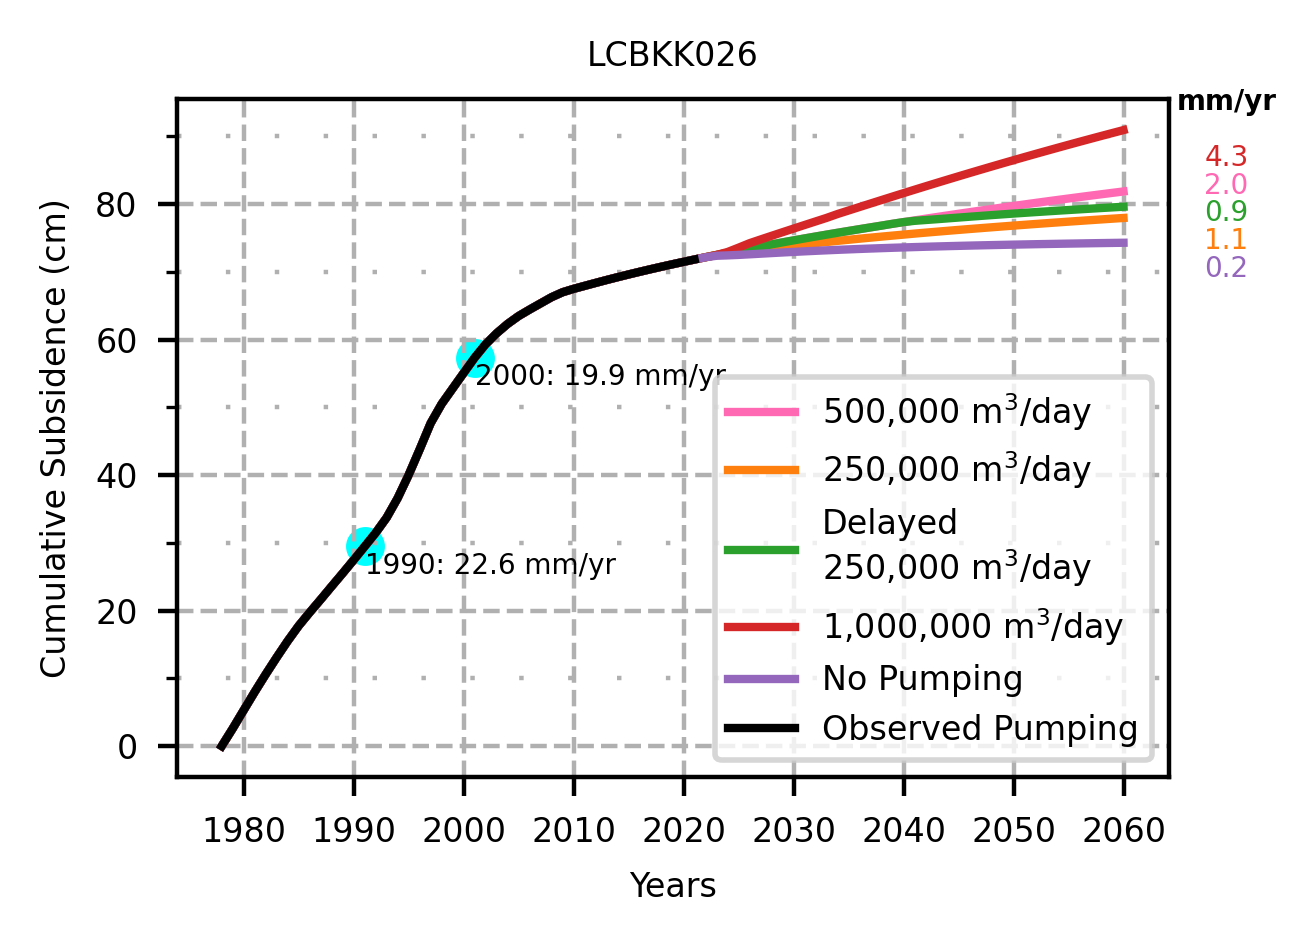 LCBKK026
mm/yr
4.3
2.0
0.9
1.1
0.2
Cumulative Subsidence (cm)
80
60
40
20
0
2000: 19.9 mm/yr
1990: 22.6 mm/yr
500,000 m³/day
250,000 m³/day
Delayed
250,000 m³/day
1,000,000 m³/day
No Pumping
Observed Pumping
1980 1990 2000 2010 2020 2030 2040 2050 2060
Years